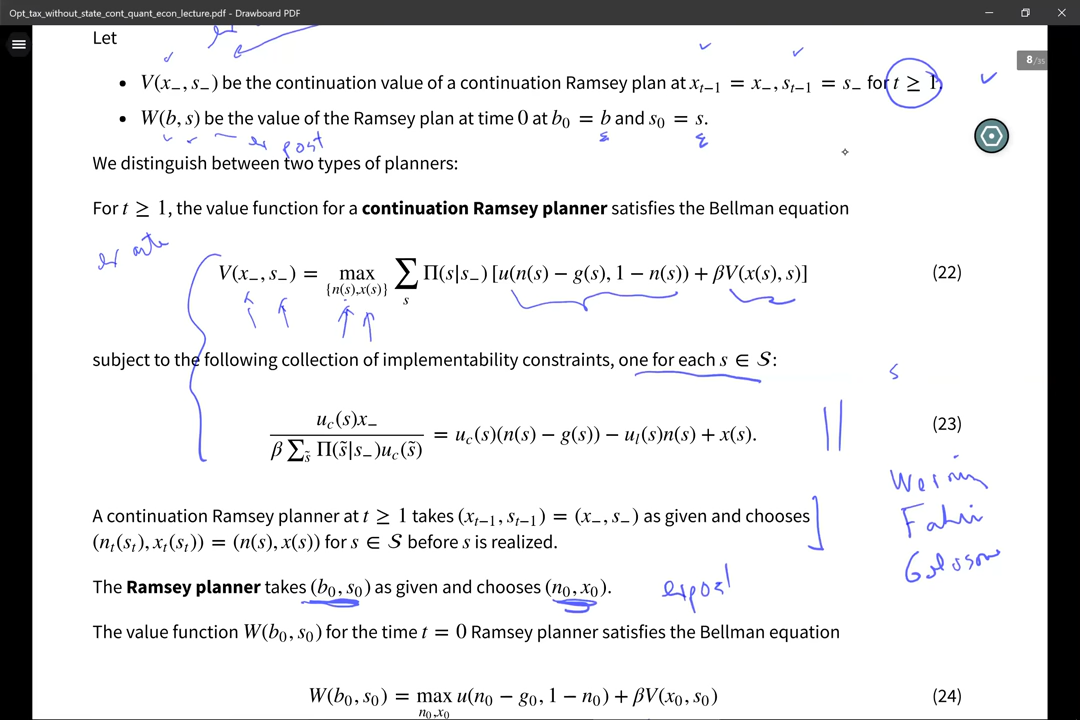 Opt_tax_without_state_cont_quant_econ_lecture.pdf - Drawboard PDF
Let
8/35
• V(x_, s_) be the continuation value of a continuation Ramsey plan at x_{t−1} = x_, s_{t−1} = s_ for t ≥ 1.
• W(b, s) be the value of the Ramsey plan at time 0 at b_0 = b and s_0 = s.
ex post
We distinguish between two types of planners:
For t ≥ 1, the value function for a continuation Ramsey planner satisfies the Bellman equation
ex ante
V(x_, s_) = max_{{n(s),x(s)}} ∑_s Π(s|s_) [u(n(s) − g(s), 1 − n(s)) + βV(x(s), s)] (22)
subject to the following collection of implementability constraints, one for each s ∈ S:
s
u_c(s)x_ / β ∑_{s̃} Π(s̃|s_)u_c(s̃) = u_c(s)(n(s) − g(s)) − u_l(s)n(s) + x(s). (23)
A continuation Ramsey planner at t ≥ 1 takes (x_{t−1}, s_{t−1}) = (x_, s_) as given and chooses
(n_t(s_t), x_t(s_t)) = (n(s), x(s)) for s ∈ S before s is realized.
The Ramsey planner takes (b_0, s_0) as given and chooses (n_0, x_0).
expost
The value function W(b_0, s_0) for the time t = 0 Ramsey planner satisfies the Bellman equation
W(b_0, s_0) = max_{n_0,x_0} u(n_0 − g_0, 1 − n_0) + βV(x_0, s_0) (24)